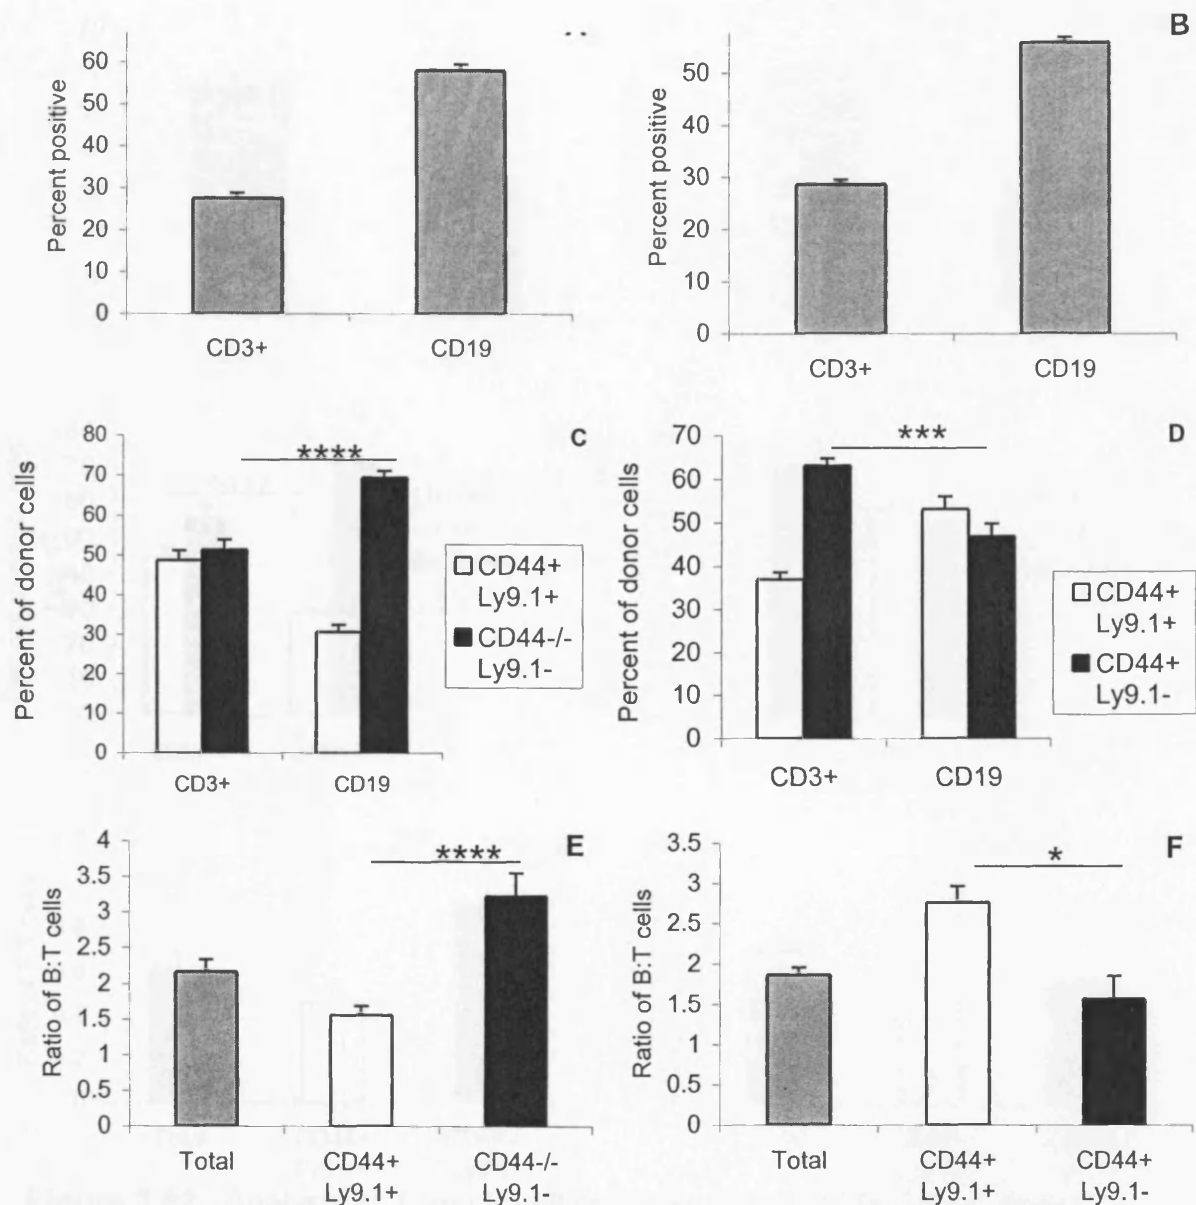 B
Percent positive
60
50
40
30
20
10
0
CD3+ CD19
Percent positive
50
40
30
20
10
0
CD3+ CD19
C
Percent of donor cells
80
70
60
50
40
30
20
10
0
****
CD3+ CD19
CD44+
Ly9.1+
CD44-/-
Ly9.1-
D
Percent of donor cells
70
60
50
40
30
20
10
0
***
CD3+ CD19
CD44+
Ly9.1+
CD44+
Ly9.1-
E
Ratio of B:T cells
4
3.5
3
2.5
2
1.5
1
0.5
0
****
Total CD44+ CD44-/-
Ly9.1+ Ly9.1-
F
Ratio of B:T cells
3.5
3
2.5
2
1.5
1
0.5
0
*
Total CD44+ CD44+
Ly9.1+ Ly9.1-